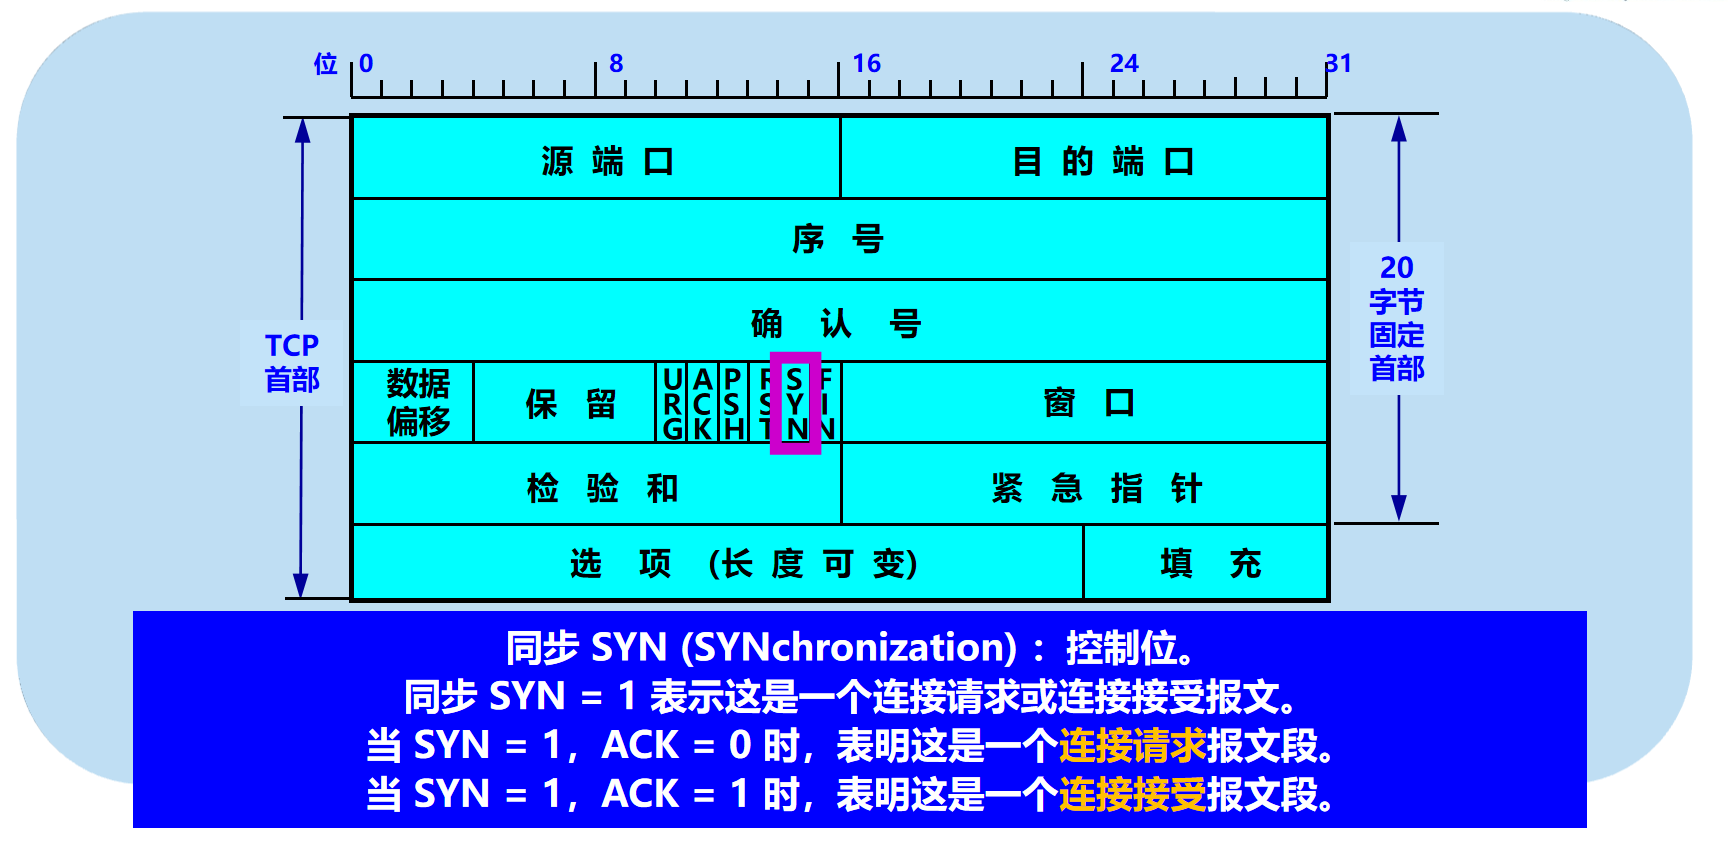 位 0 8 16 24 31
源 端 口 目 的 端 口
序 号
确 认 号
TCP
首部
20
字节
固定
首部
数据
偏移
保 留
URG
ACK
PSH
RST
SYN
FIN
窗 口
检 验 和 紧 急 指 针
选 项 (长 度 可 变) 填 充
同步 SYN (SYNchronization) ：控制位。
同步 SYN = 1 表示这是一个连接请求或连接接受报文。
当 SYN = 1，ACK = 0 时，表明这是一个连接请求报文段。
当 SYN = 1，ACK = 1 时，表明这是一个连接接受报文段。